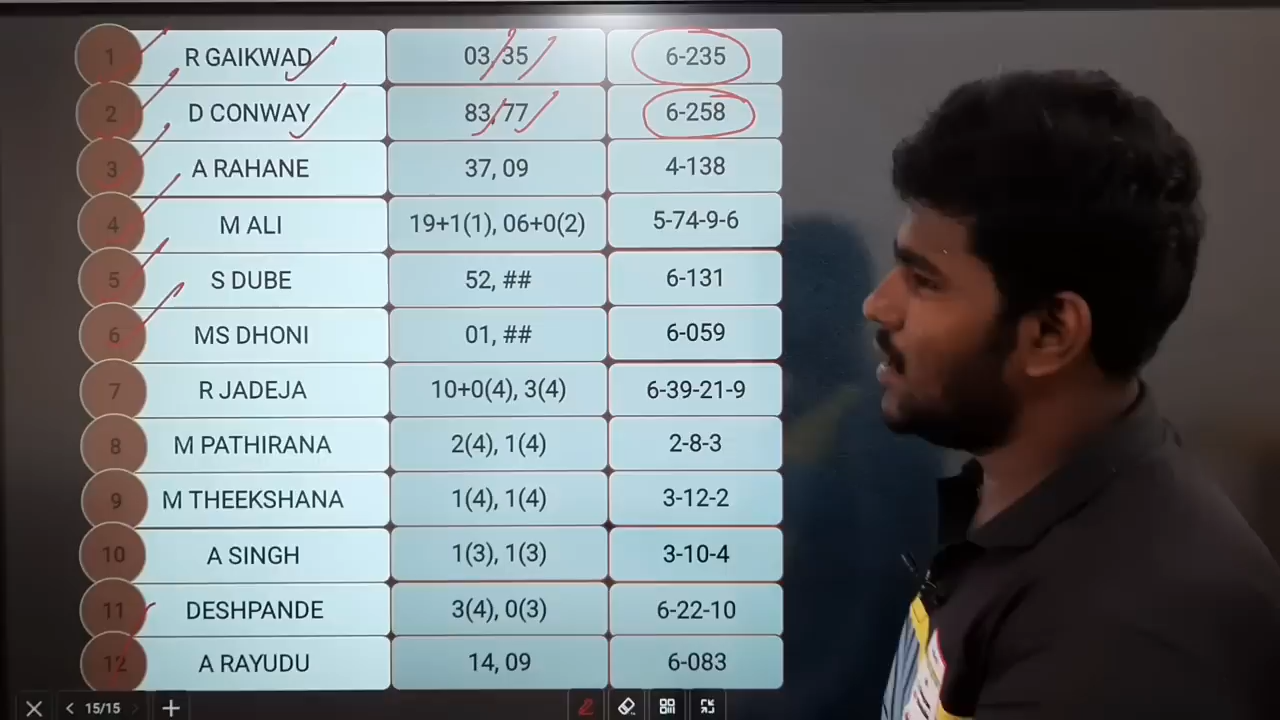 1 R GAIKWAD 03, 35 6-235
2 D CONWAY 83, 77 6-258
3 A RAHANE 37, 09 4-138
4 M ALI 19+1(1), 06+0(2) 5-74-9-6
5 S DUBE 52, ## 6-131
6 MS DHONI 01, ## 6-059
7 R JADEJA 10+0(4), 3(4) 6-39-21-9
8 M PATHIRANA 2(4), 1(4) 2-8-3
9 M THEEKSHANA 1(4), 1(4) 3-12-2
10 A SINGH 1(3), 1(3) 3-10-4
11 DESHPANDE 3(4), 0(3) 6-22-10
12 A RAYUDU 14, 09 6-083
15/15